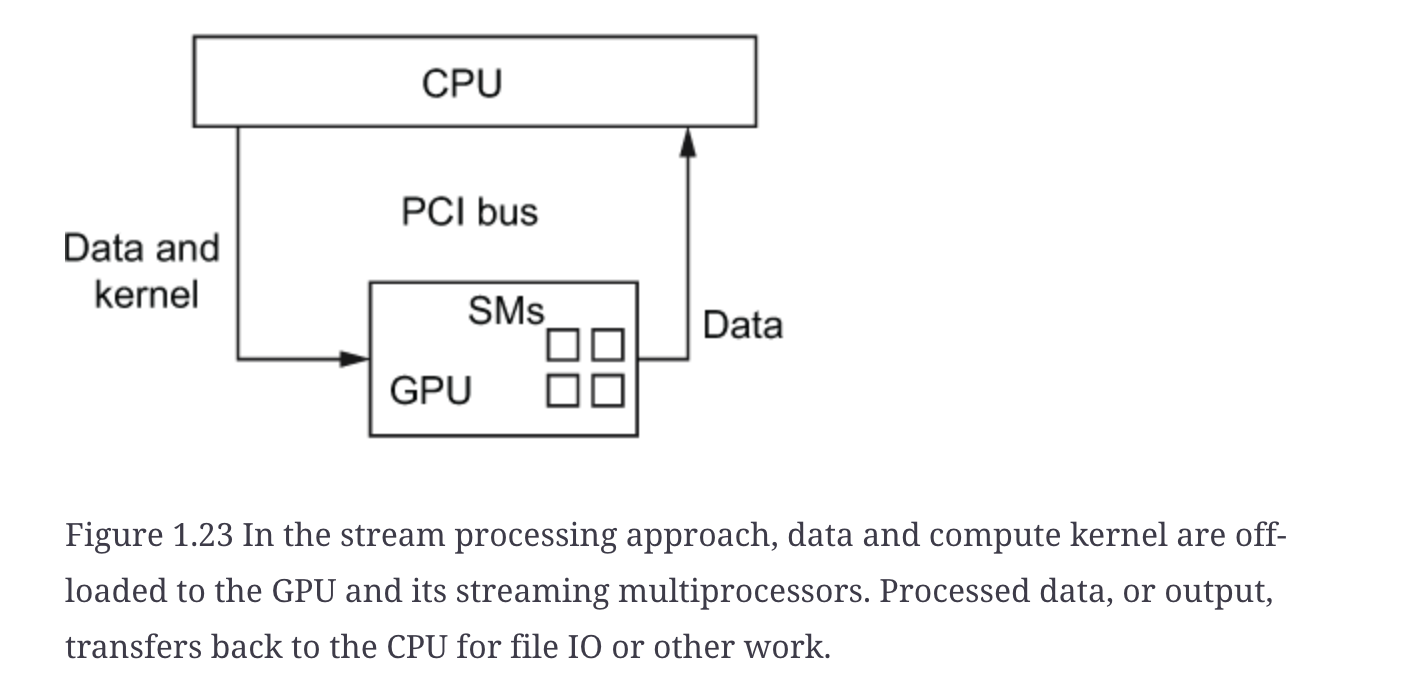 CPU
PCI bus
Data and
kernel
SMs
Data
GPU
Figure 1.23 In the stream processing approach, data and compute kernel are off-
loaded to the GPU and its streaming multiprocessors. Processed data, or output,
transfers back to the CPU for file IO or other work.